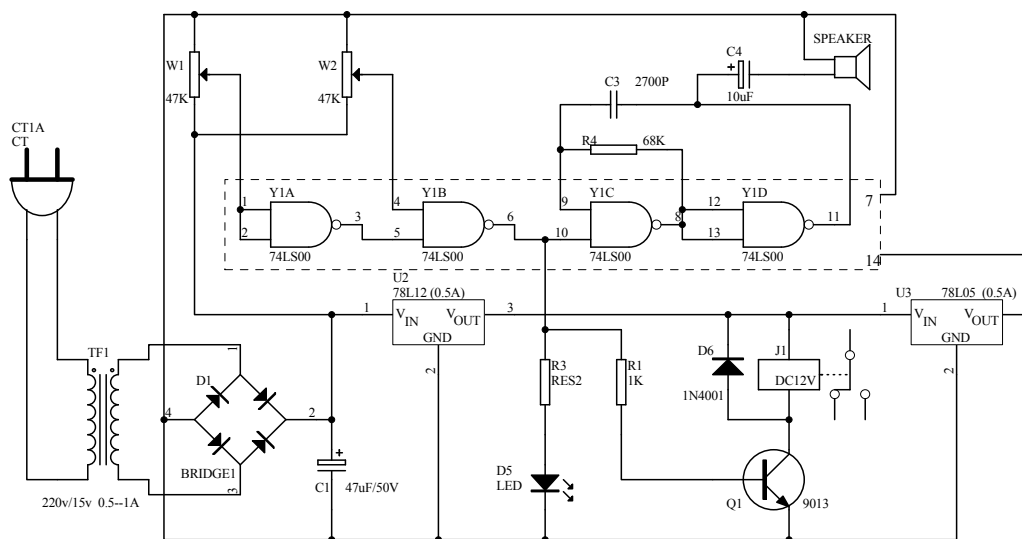 SPEAKER
C4
+
10uF
C3 2700P
W1
47K
W2
47K
R4 68K
CT1A
CT
Y1A
1
2
3
74LS00
Y1B
4
5
6
74LS00
Y1C
9
10
8
74LS00
Y1D
12
13
11
74LS00
7
14
U2
78L12 (0.5A)
1
VIN
VOUT
GND
3
2
U3
78L05 (0.5A)
1
VIN
VOUT
GND
2
TF1
220v/15v 0.5--1A
D1
1
2
3
4
BRIDGE1
+
C1
47uF/50V
R3
RES2
R1
1K
D5
LED
D6
1N4001
J1
DC12V
Q1
9013